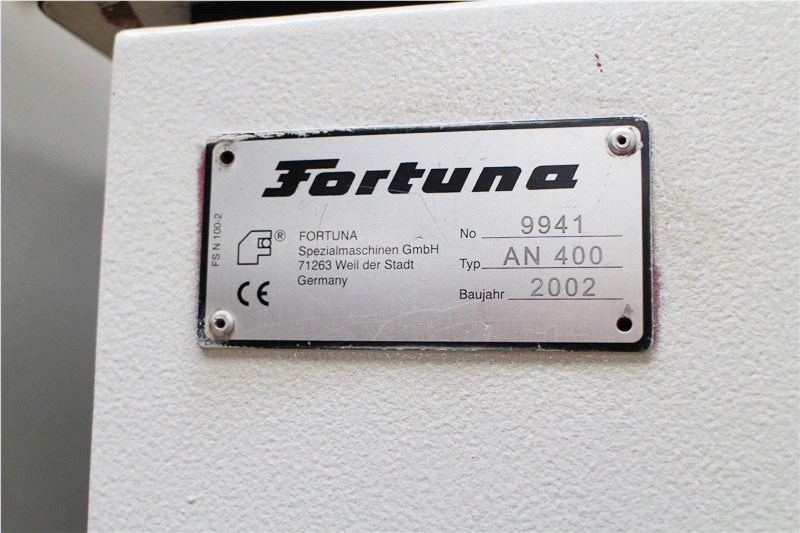 Fortuna
FS N 100-2
®
FORTUNA
Spezialmaschinen GmbH
71263 Weil der Stadt
Germany
CE
No 9941
Typ AN 400
Baujahr 2002